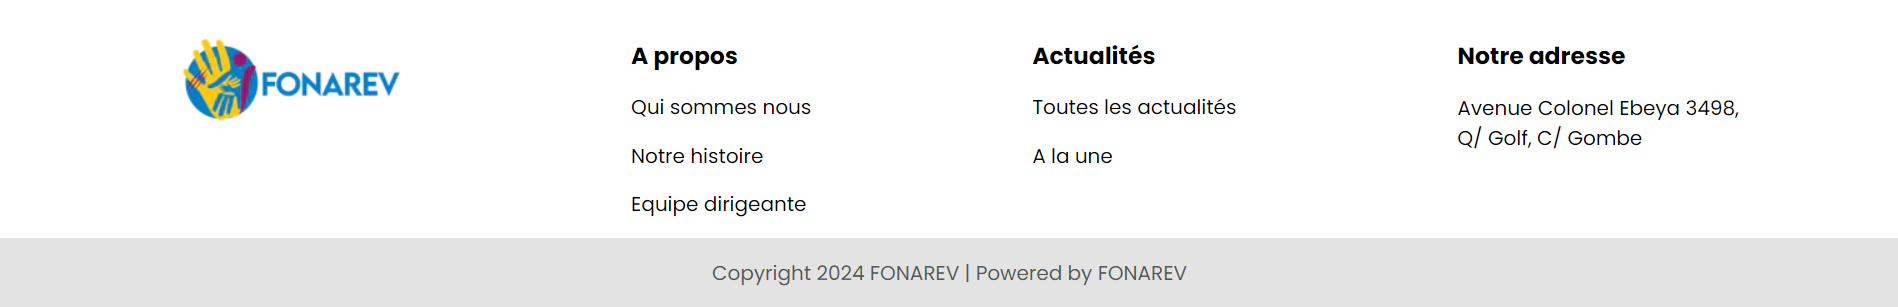 FONAREV
A propos
Qui sommes nous
Notre histoire
Equipe dirigeante
Actualités
Toutes les actualités
A la une
Notre adresse
Avenue Colonel Ebeya 3498,
Q/ Golf, C/ Gombe
Copyright 2024 FONAREV | Powered by FONAREV